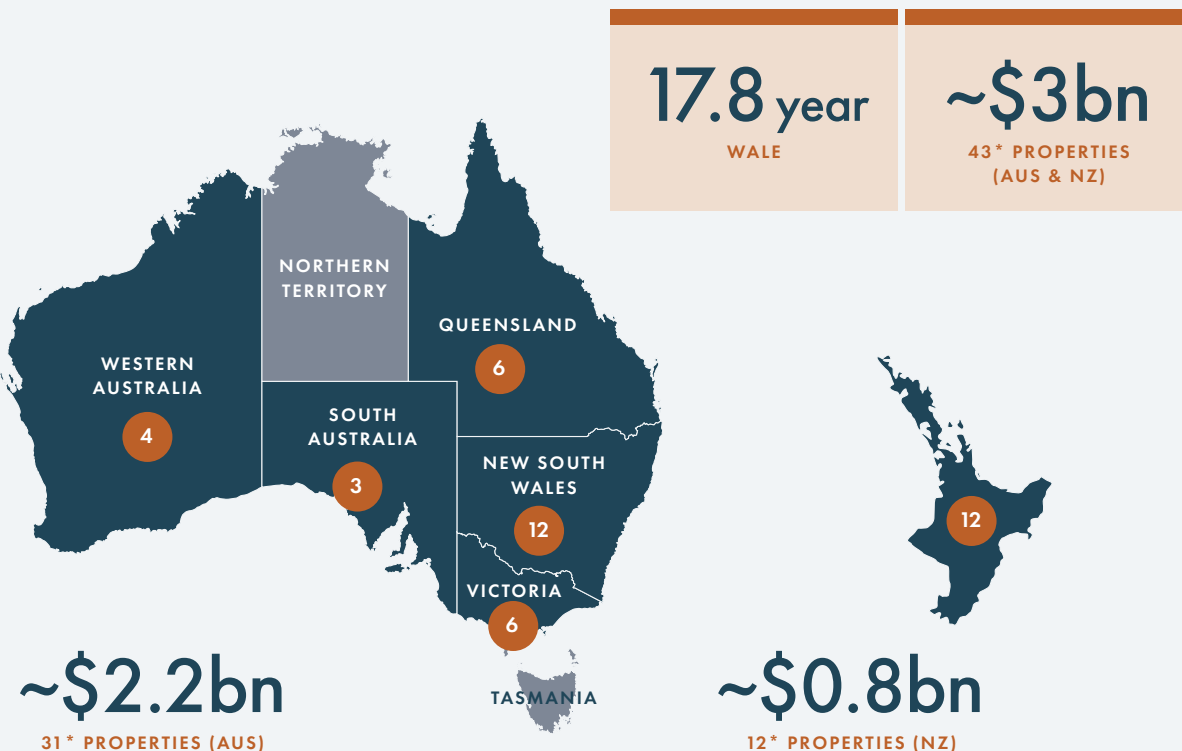 17.8 year
WALE
~$3bn
43* PROPERTIES
(AUS & NZ)
NORTHERN
TERRITORY
QUEENSLAND
6
WESTERN
AUSTRALIA
4
SOUTH
AUSTRALIA
3
NEW SOUTH
WALES
12
VICTORIA
6
TASMANIA
12
~$2.2bn
31* PROPERTIES (AUS)
~$0.8bn
12* PROPERTIES (NZ)